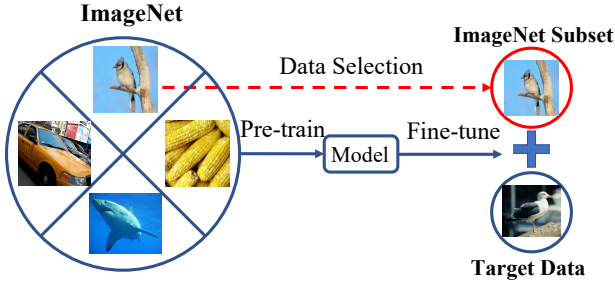 ImageNet
ImageNet Subset
Data Selection
Pre-train
Model
Fine-tune
Target Data